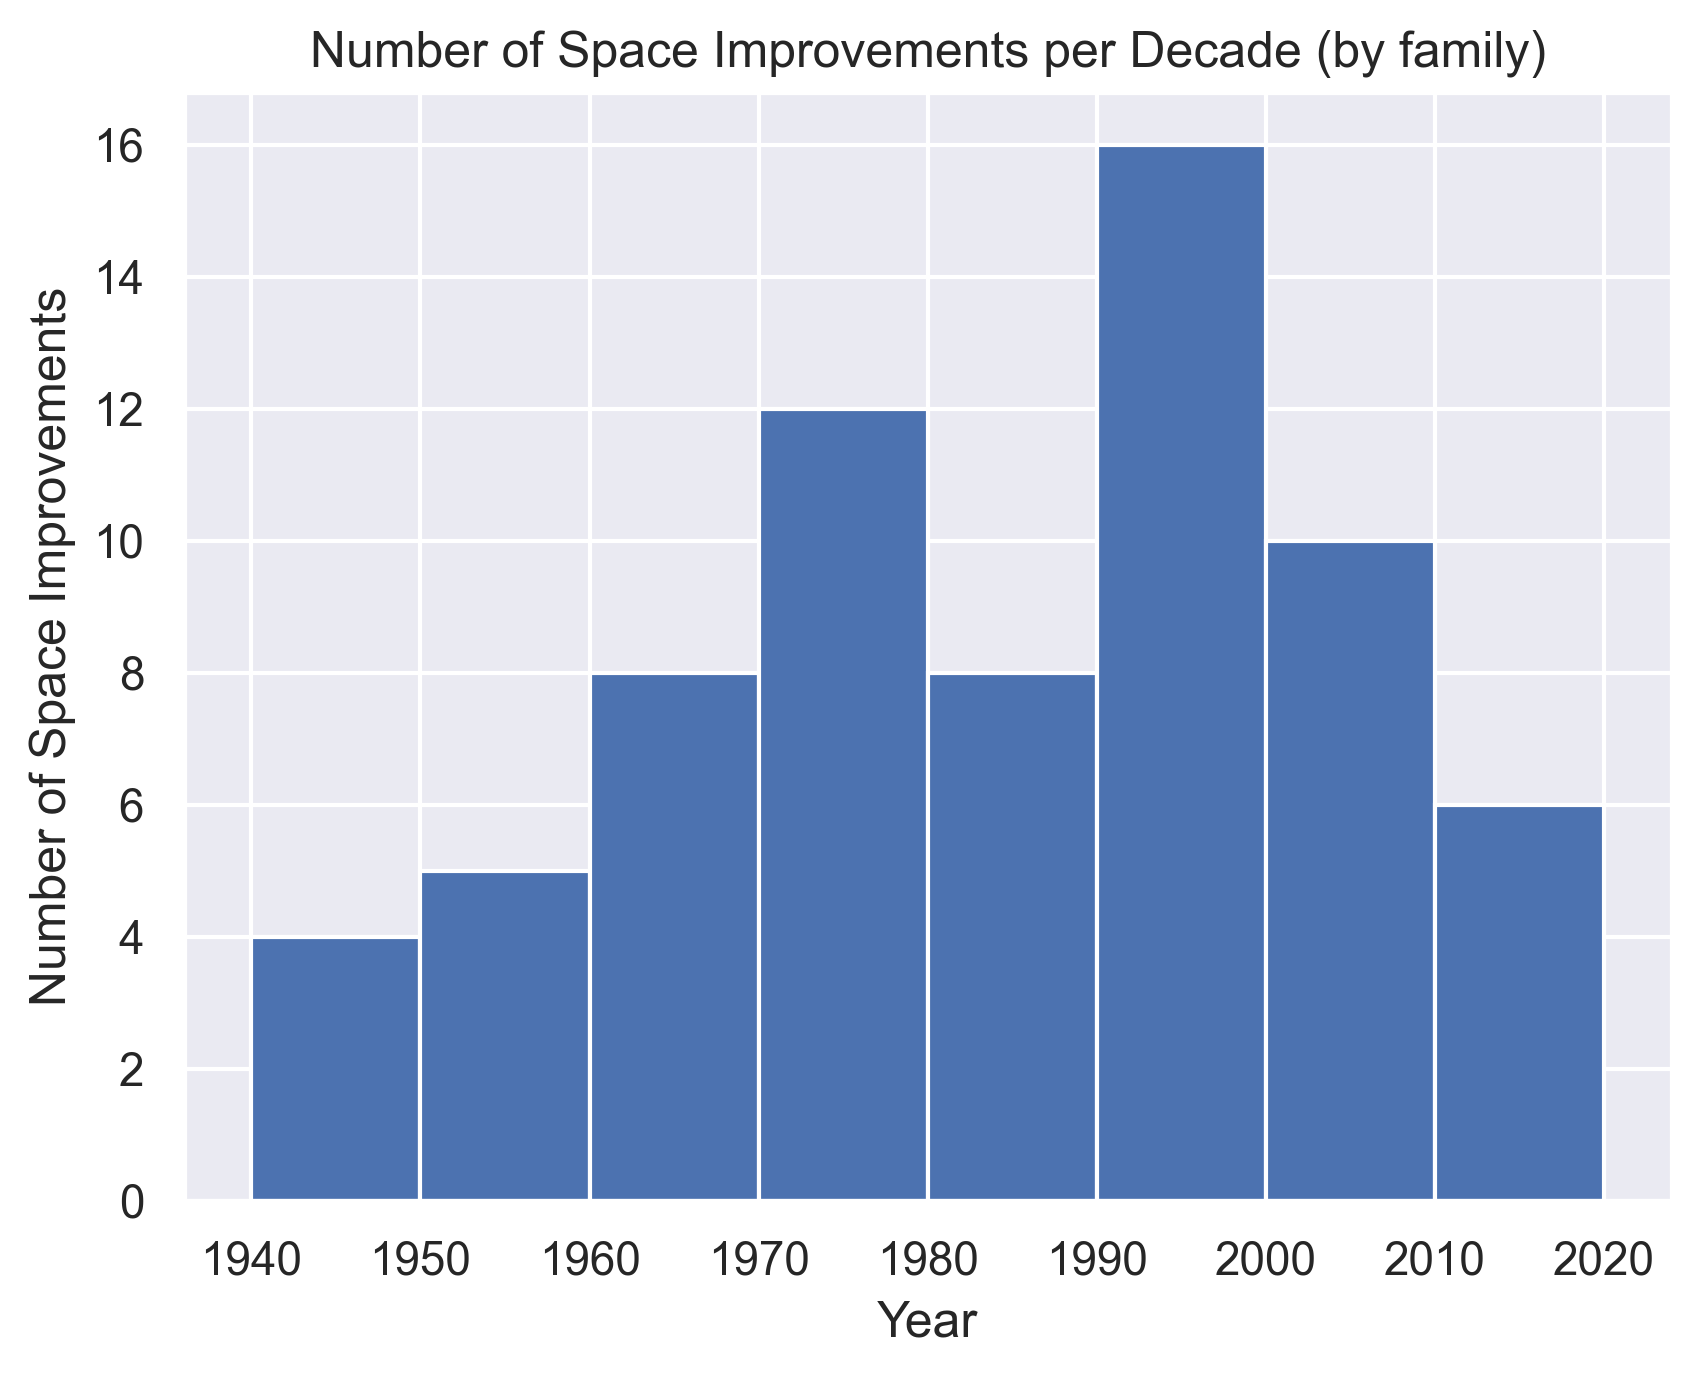 Number of Space Improvements per Decade (by family)
Number of Space Improvements
16
14
12
10
8
6
4
2
0
1940 1950 1960 1970 1980 1990 2000 2010 2020
Year